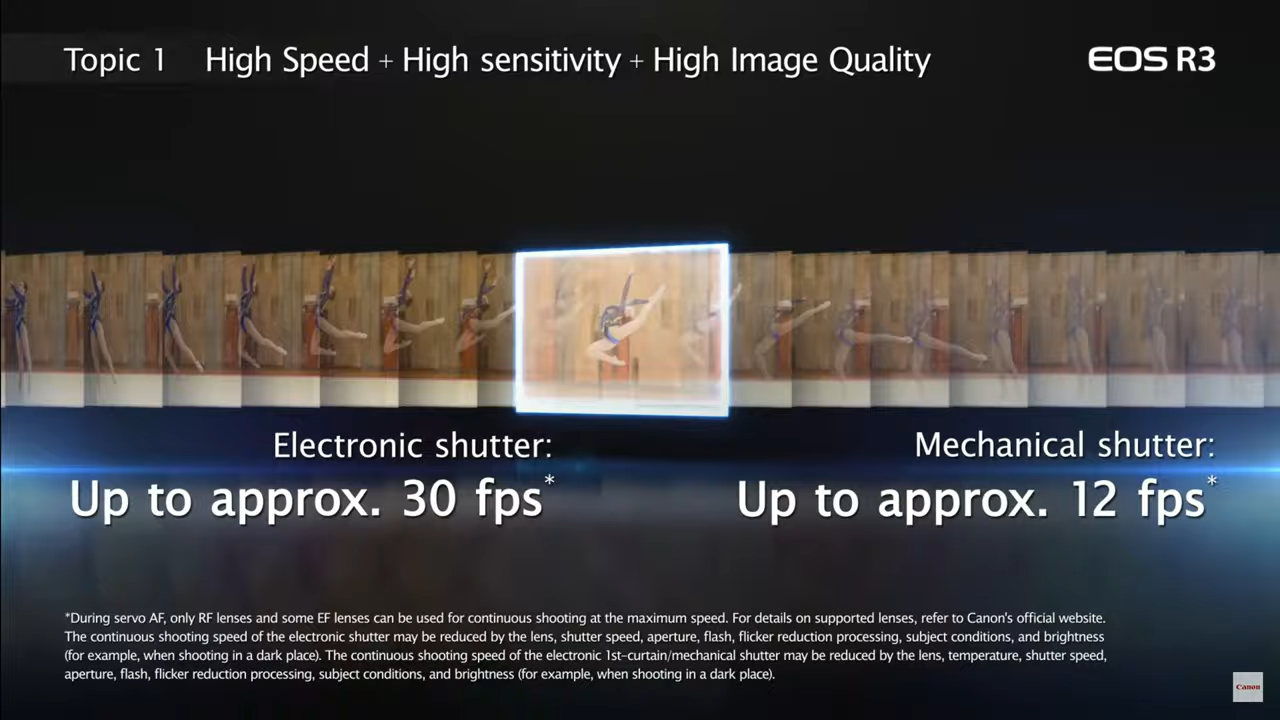 Topic 1 High Speed + High sensitivity + High Image Quality
EOS R3
Electronic shutter:
Up to approx. 30 fps*
Mechanical shutter:
Up to approx. 12 fps*
*During servo AF, only RF lenses and some EF lenses can be used for continuous shooting at the maximum speed. For details on supported lenses, refer to Canon's official website.
The continuous shooting speed of the electronic shutter may be reduced by the lens, shutter speed, aperture, flash, flicker reduction processing, subject conditions, and brightness
(for example, when shooting in a dark place). The continuous shooting speed of the electronic 1st-curtain/mechanical shutter may be reduced by the lens, temperature, shutter speed,
aperture, flash, flicker reduction processing, subject conditions, and brightness (for example, when shooting in a dark place).
Canon